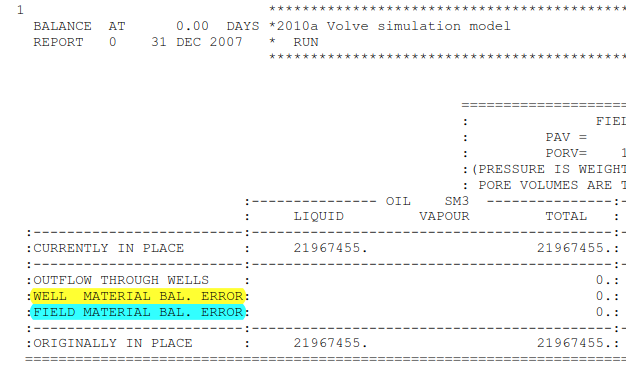 1                              *******************************************
  BALANCE  AT      0.00  DAYS *2010a Volve simulation model
  REPORT   0    31 DEC 2007   *  RUN
                              *******************************************
======================
:               FIEL
:         PAV =
:         PORV=    1
:(PRESSURE IS WEIGHT
: PORE VOLUMES ARE T
:--------------- OIL    SM3  ---------------:-
:     LIQUID         VAPOUR         TOTAL   :
:-------------------------:--------------------------------------------:-
:CURRENTLY IN PLACE       :     21967455.                     21967455.:
:-------------------------:--------------------------------------------:-
:OUTFLOW THROUGH WELLS    :                                          0.:
:WELL  MATERIAL BAL. ERROR:                                          0.:
:FIELD MATERIAL BAL. ERROR:                                          0.:
:-------------------------:--------------------------------------------:-
:ORIGINALLY IN PLACE      :     21967455.                     21967455.:
========================================================================